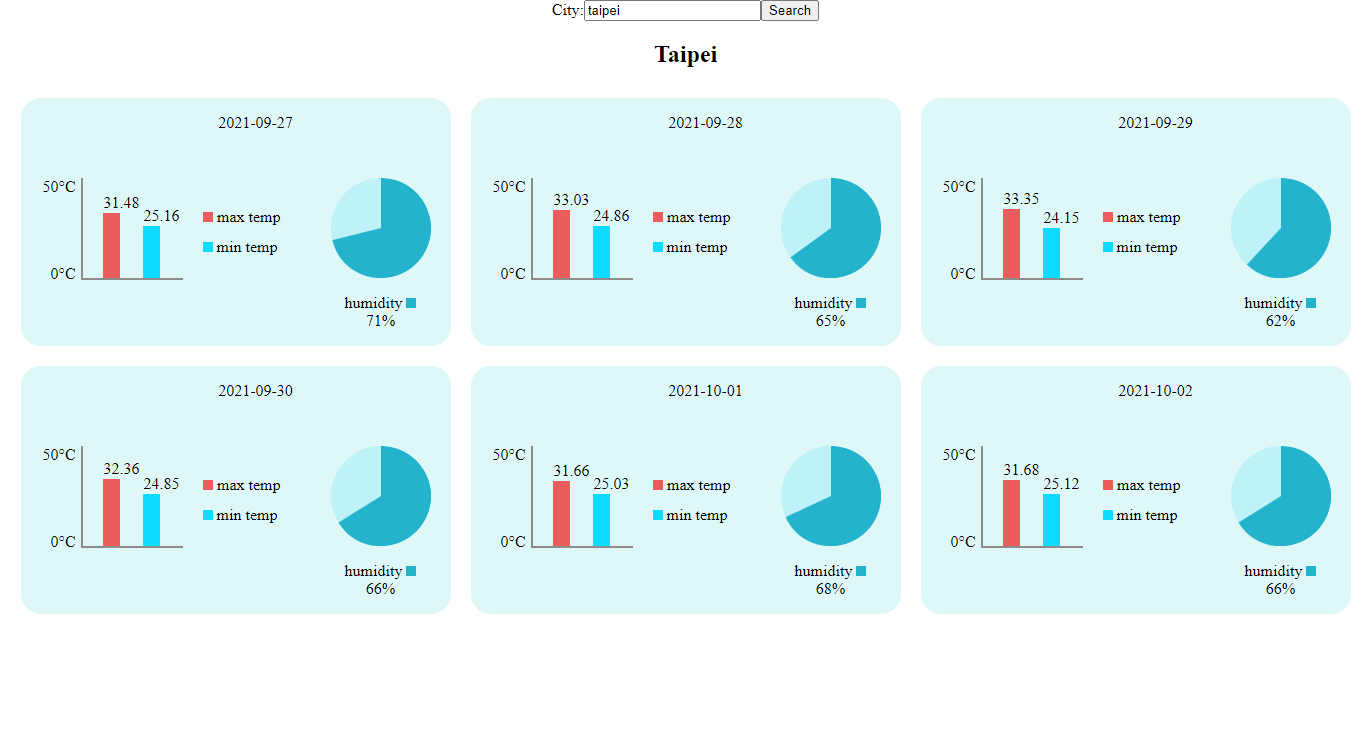 City: taipei Search
Taipei
2021-09-27
50°C
31.48
25.16
0°C
max temp
min temp
humidity
71%
2021-09-28
50°C
33.03
24.86
0°C
max temp
min temp
humidity
65%
2021-09-29
50°C
33.35
24.15
0°C
max temp
min temp
humidity
62%
2021-09-30
50°C
32.36
24.85
0°C
max temp
min temp
humidity
66%
2021-10-01
50°C
31.66
25.03
0°C
max temp
min temp
humidity
68%
2021-10-02
50°C
31.68
25.12
0°C
max temp
min temp
humidity
66%